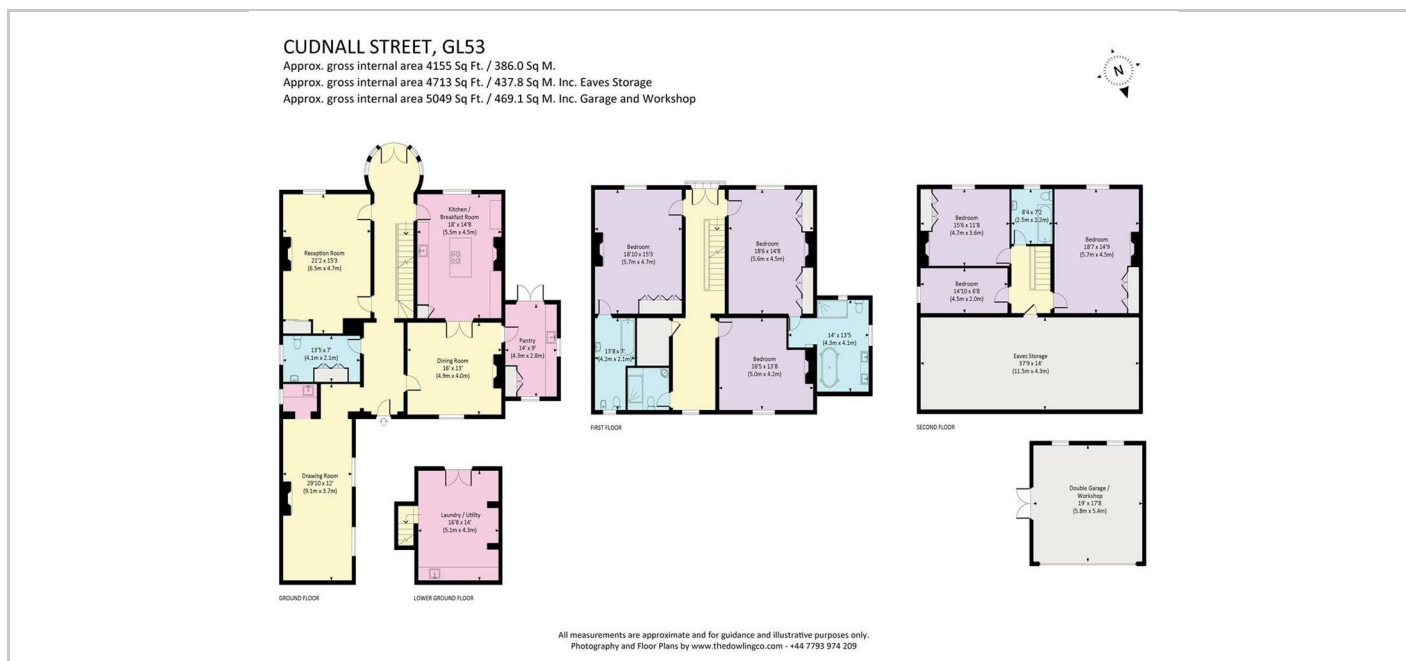 CUDNALL STREET, GL53
Approx. gross internal area 4155 Sq Ft. / 386.0 Sq M.
Approx. gross internal area 4713 Sq Ft. / 437.8 Sq M. Inc. Eaves Storage
Approx. gross internal area 5049 Sq Ft. / 469.1 Sq M. Inc. Garage and Workshop
N
Reception Room
21'2 x 15'3
(6.5m x 4.7m)
Kitchen /
Breakfast Room
18' x 14'8
(5.5m x 4.5m)
13'5 x 7'
(4.1m x 2.1m)
Dining Room
16' x 13'
(4.9m x 4.0m)
Pantry
14' x 9'
(4.3m x 2.8m)
Drawing Room
29'10 x 12'
(9.1m x 3.7m)
GROUND FLOOR
Laundry / Utility
16'8 x 14'
(5.1m x 4.3m)
LOWER GROUND FLOOR
Bedroom
18'10 x 15'3
(5.7m x 4.7m)
Bedroom
18'6 x 14'8
(5.6m x 4.5m)
13'8 x 7'
(4.2m x 2.1m)
Bedroom
16'5 x 13'8
(5.0m x 4.2m)
14' x 13'5
(4.3m x 4.1m)
FIRST FLOOR
Bedroom
15'6 x 11'8
(4.7m x 3.6m)
8'4 x 7'2
(2.5m x 2.2m)
Bedroom
18'7 x 14'9
(5.7m x 4.5m)
Bedroom
14'10 x 6'8
(4.5m x 2.0m)
Eaves Storage
37'9 x 14'
(11.5m x 4.3m)
SECOND FLOOR
Double Garage /
Workshop
19' x 17'8
(5.8m x 5.4m)
All measurements are approximate and for guidance and illustrative purposes only.
Photography and Floor Plans by www.thedowlingco.com - +44 7793 974 209